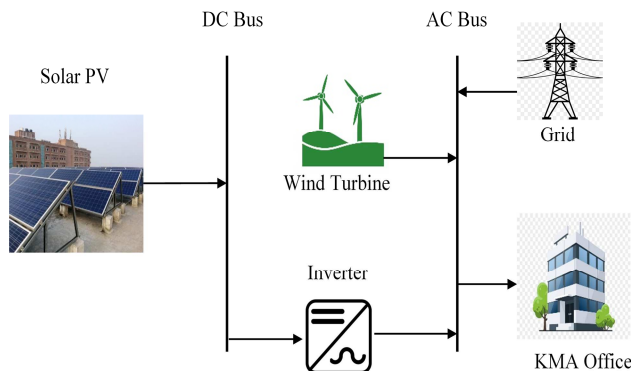 DC Bus
AC Bus
Solar PV
Grid
Wind Turbine
Inverter
KMA Office